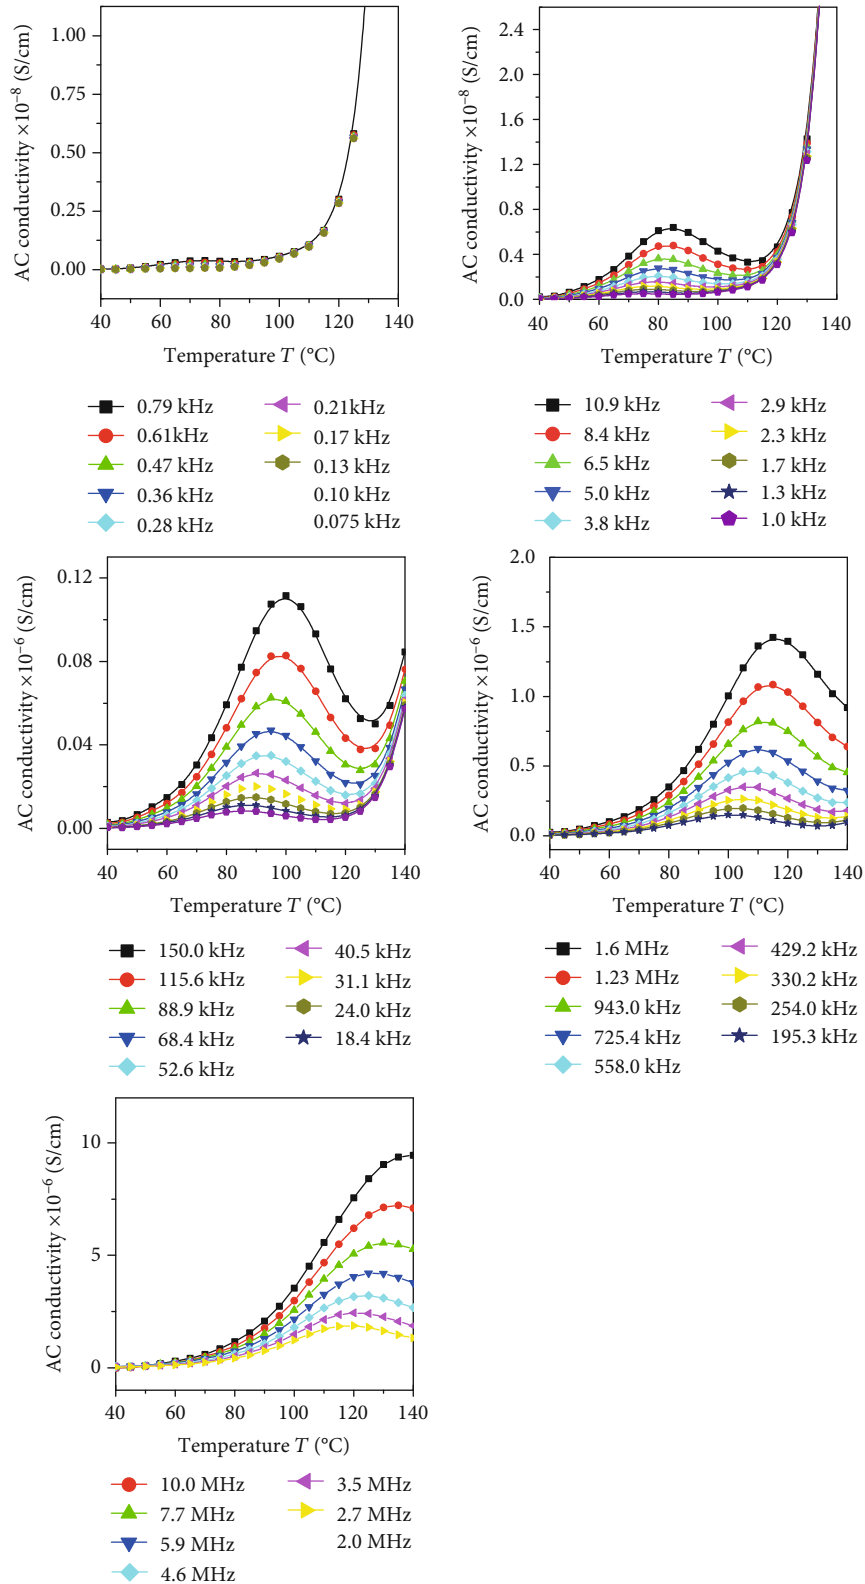 1.00
0.75
0.50
0.25
0.00
AC conductivity ×10⁻⁸ (S/cm)
40 60 80 100 120 140
Temperature T (°C)
0.79 kHz
0.61kHz
0.47 kHz
0.36 kHz
0.28 kHz
0.21kHz
0.17 kHz
0.13 kHz
0.10 kHz
0.075 kHz
2.4
2.0
1.6
1.2
0.8
0.4
0.0
AC conductivity ×10⁻⁸ (S/cm)
40 60 80 100 120 140
Temperature T (°C)
10.9 kHz
8.4 kHz
6.5 kHz
5.0 kHz
3.8 kHz
2.9 kHz
2.3 kHz
1.7 kHz
1.3 kHz
1.0 kHz
0.12
0.08
0.04
0.00
AC conductivity ×10⁻⁶ (S/cm)
40 60 80 100 120 140
Temperature T (°C)
150.0 kHz
115.6 kHz
88.9 kHz
68.4 kHz
52.6 kHz
40.5 kHz
31.1 kHz
24.0 kHz
18.4 kHz
2.0
1.5
1.0
0.5
0.0
AC conductivity ×10⁻⁶ (S/cm)
40 60 80 100 120 140
Temperature T (°C)
1.6 MHz
1.23 MHz
943.0 kHz
725.4 kHz
558.0 kHz
429.2 kHz
330.2 kHz
254.0 kHz
195.3 kHz
10
5
0
AC conductivity ×10⁻⁶ (S/cm)
40 60 80 100 120 140
Temperature T (°C)
10.0 MHz
7.7 MHz
5.9 MHz
4.6 MHz
3.5 MHz
2.7 MHz
2.0 MHz